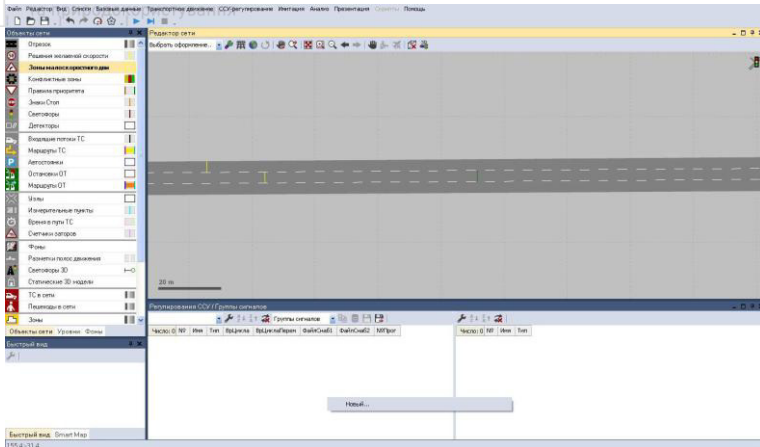 Файл Редактор Вид Списки Базовые данные Транспортное движение ССУ-регулирование Имитация Анализ Презентация Скрипты Помощь
Объекты сети
Отрезок
Решения желаемой скорости
Зоны малоскоростного дви
Конфликтные зоны
Правила приоритета
Знаки Стоп
Светофоры
Детекторы
Входящие потоки ТС
Маршруты ТС
Автостоянки
Остановки ОТ
Маршруты ОТ
Узлы
Измерительные пункты
Время в пути ТС
Счетчики заторов
Фоны
Разметки полос движения
Светофоры 3D
Статические 3D модели
ТС в сети
Пешеходы в сети
Зоны
Объекты сети Уровни Фоны
Быстрый вид
Быстрый вид Smart Map
155.4:-31.4
Редактор сети
Выбрать оформление..
20 m
Регулирование ССУ / Группы сигналов
Группы сигналов
Число: 0 № Имя Тип ВрЦикла ВрЦиклаПерем ФайлСнаб1 ФайлСнаб2 №Прог
Число: 0 № Имя Тип
Новый...